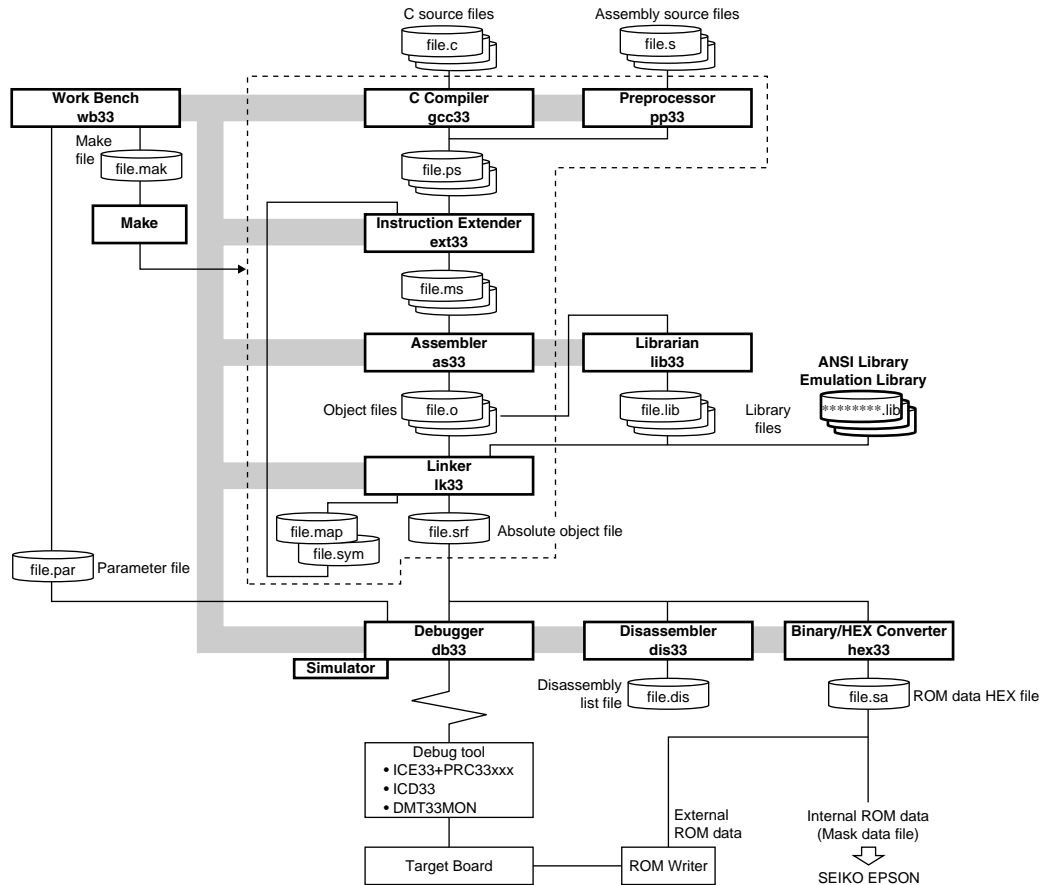 C source files
Assembly source files
file.c
file.s
Work Bench
wb33
C Compiler
gcc33
Preprocessor
pp33
Make
file
file.mak
file.ps
Make
Instruction Extender
ext33
file.ms
Assembler
as33
Librarian
lib33
ANSI Library
Emulation Library
Object files
file.o
file.lib
Library
files
********.lib
Linker
lk33
file.map
file.sym
file.srf
Absolute object file
file.par
Parameter file
Debugger
db33
Disassembler
dis33
Binary/HEX Converter
hex33
Simulator
Disassembly
list file
file.dis
file.sa
ROM data HEX file
Debug tool
• ICE33+PRC33xxx
• ICD33
• DMT33MON
External
ROM data
Internal ROM data
(Mask data file)
Target Board
ROM Writer
SEIKO EPSON